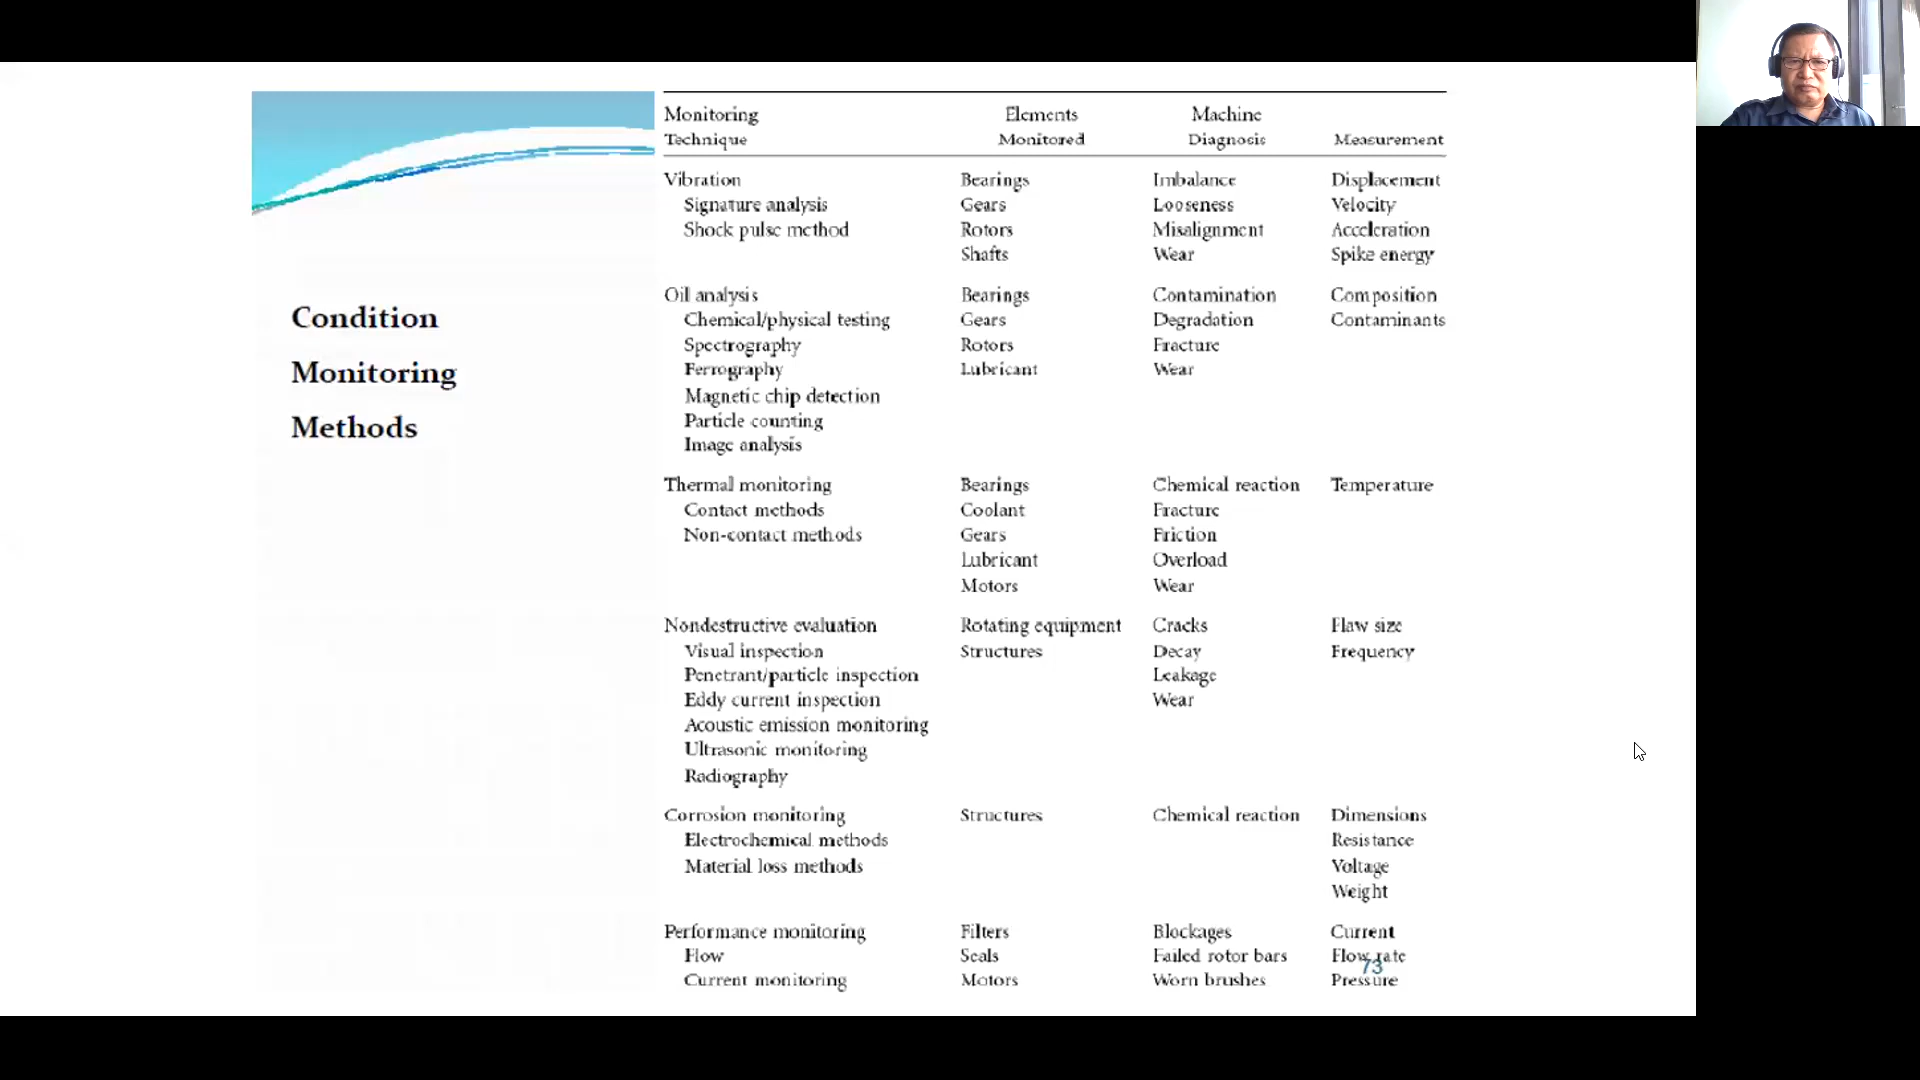 Condition
Monitoring
Methods
Monitoring Elements Machine
Technique Monitored Diagnosis Measurement
Vibration Bearings Imbalance Displacement
Signature analysis Gears Looseness Velocity
Shock pulse method Rotors Misalignment Acceleration
Shafts Wear Spike energy
Oil analysis Bearings Contamination Composition
Chemical/physical testing Gears Degradation Contaminants
Spectrography Rotors Fracture
Ferrography Lubricant Wear
Magnetic chip detection
Particle counting
Image analysis
Thermal monitoring Bearings Chemical reaction Temperature
Contact methods Coolant Fracture
Non-contact methods Gears Friction
Lubricant Overload
Motors Wear
Nondestructive evaluation Rotating equipment Cracks Flaw size
Visual inspection Structures Decay Frequency
Penetrant/particle inspection Leakage
Eddy current inspection Wear
Acoustic emission monitoring
Ultrasonic monitoring
Radiography
Corrosion monitoring Structures Chemical reaction Dimensions
Electrochemical methods Resistance
Material loss methods Voltage
Weight
Performance monitoring Filters Blockages Current
Flow Seals Failed rotor bars Flow rate
Current monitoring Motors Worn brushes Pressure
73